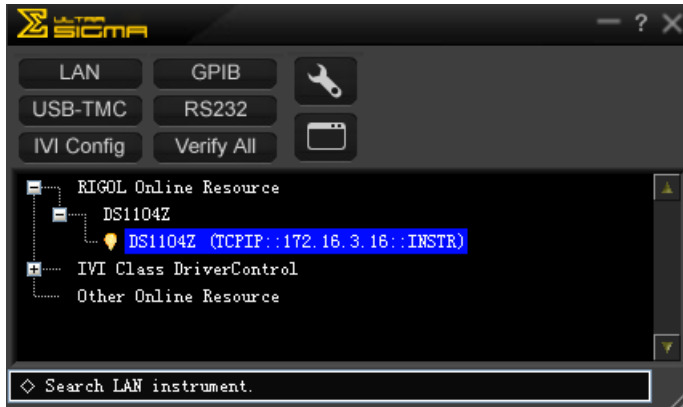 ULTRA
SIGMA
?
LAN GPIB
USB-TMC RS232
IVI Config Verify All
RIGOL Online Resource
DS1104Z
DS1104Z (TCPIP::172.16.3.16::INSTR)
IVI Class DriverControl
Other Online Resource
◇ Search LAN instrument.